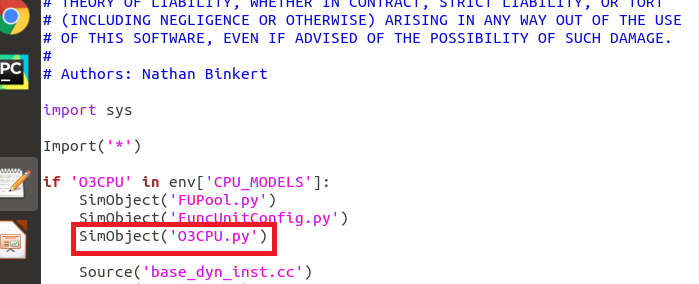 # THEORY OF LIABILITY, WHETHER IN CONTRACT, STRICT LIABILITY, OR TORT
# (INCLUDING NEGLIGENCE OR OTHERWISE) ARISING IN ANY WAY OUT OF THE USE
# OF THIS SOFTWARE, EVEN IF ADVISED OF THE POSSIBILITY OF SUCH DAMAGE.
#
# Authors: Nathan Binkert
PC
import sys
Import('*')
if 'O3CPU' in env['CPU_MODELS']:
SimObject('FUPool.py')
SimObject('FuncUnitConfig.py')
SimObject('O3CPU.py')
Source('base_dyn_inst.cc')